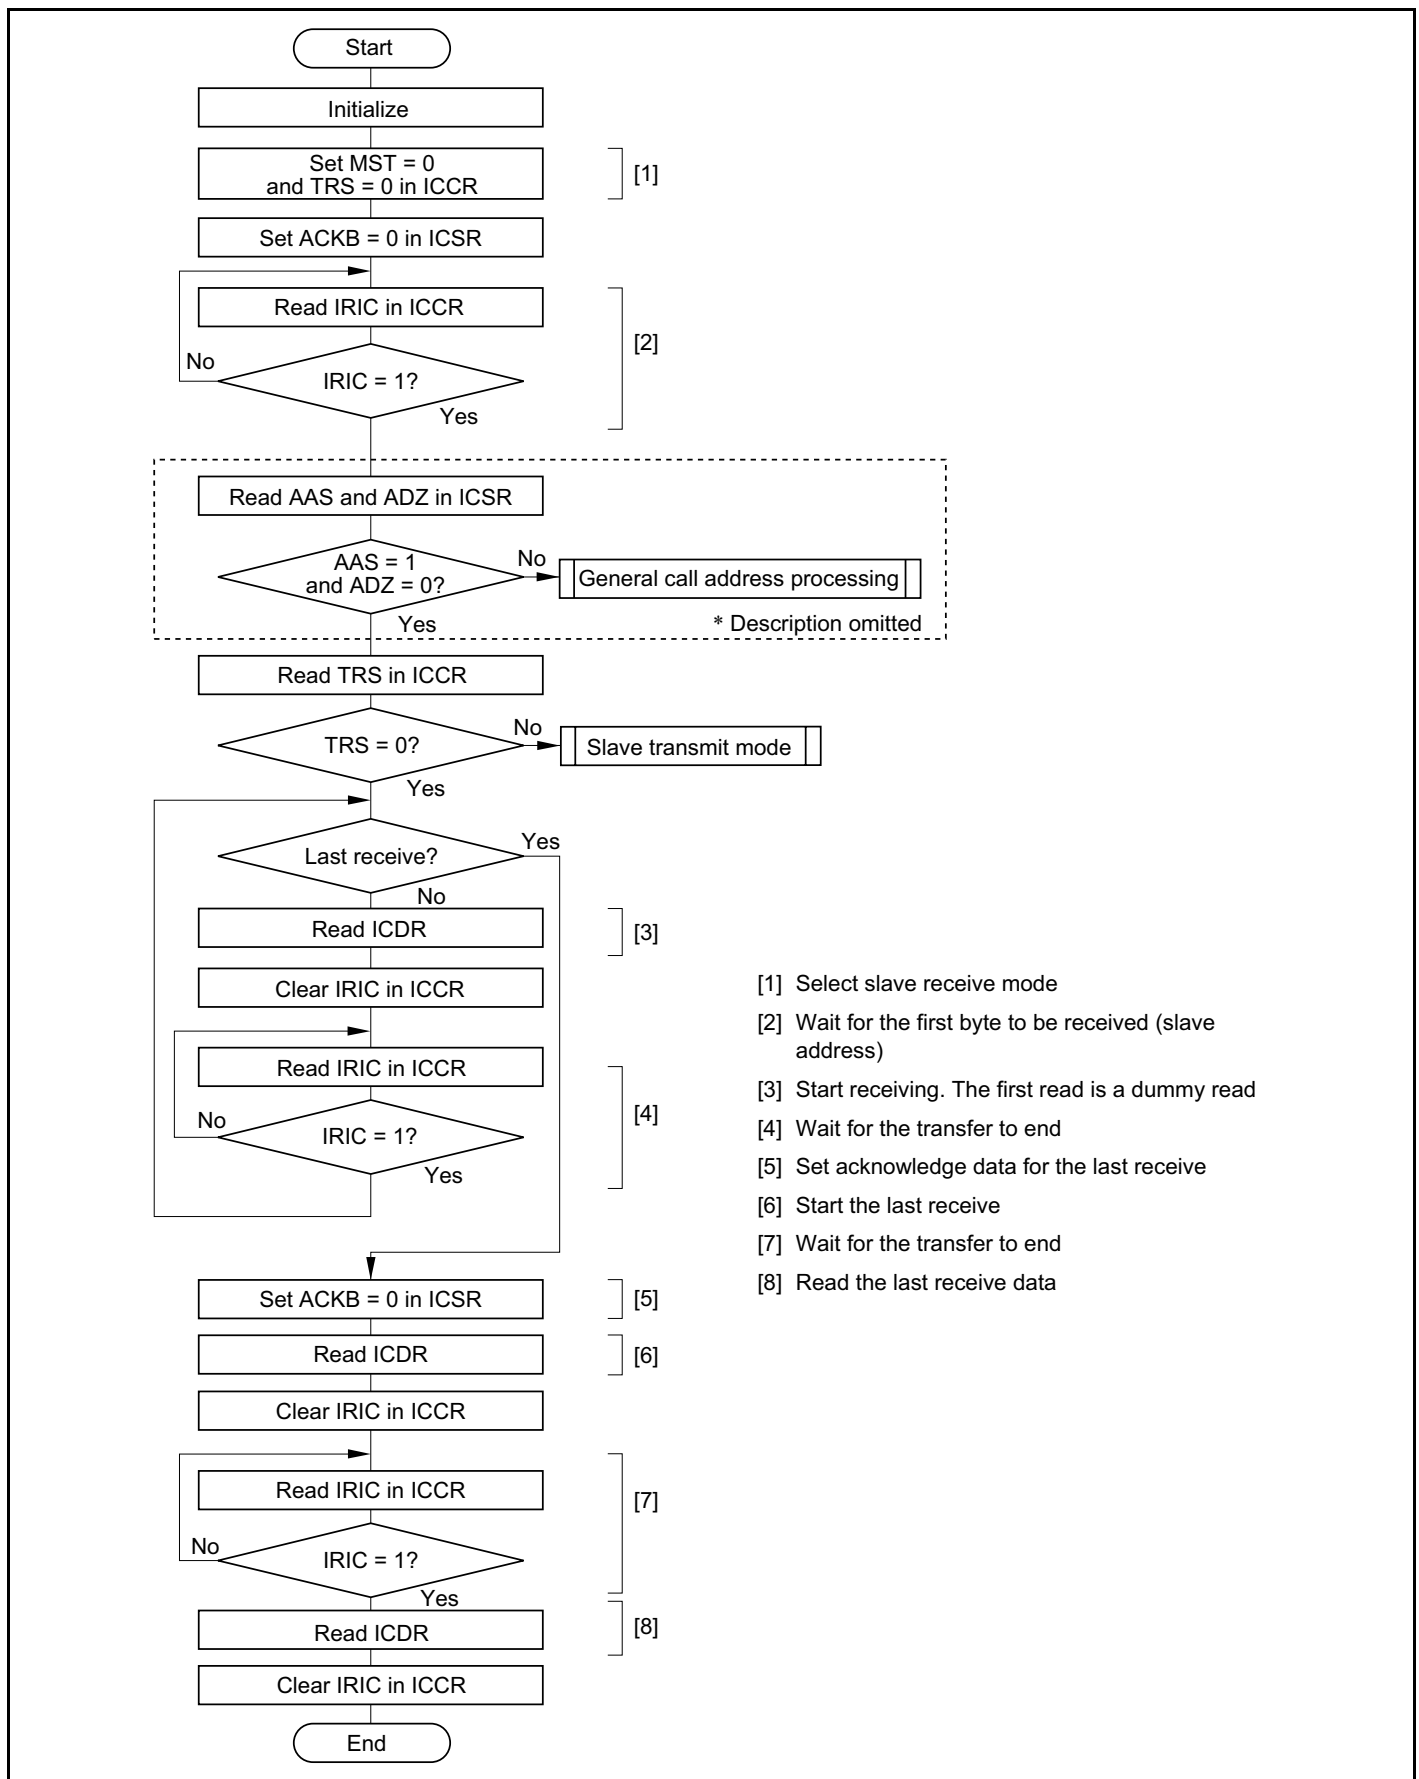 Start
Initialize
Set MST = 0
and TRS = 0 in ICCR
[1]
Set ACKB = 0 in ICSR
Read IRIC in ICCR
[2]
No
IRIC = 1?
Yes
Read AAS and ADZ in ICSR
AAS = 1
and ADZ = 0?
No
General call address processing
Yes
* Description omitted
Read TRS in ICCR
TRS = 0?
No
Slave transmit mode
Yes
Last receive?
Yes
No
Read ICDR
[3]
Clear IRIC in ICCR
Read IRIC in ICCR
[4]
No
IRIC = 1?
Yes
Set ACKB = 0 in ICSR
[5]
Read ICDR
[6]
Clear IRIC in ICCR
Read IRIC in ICCR
[7]
No
IRIC = 1?
Yes
Read ICDR
[8]
Clear IRIC in ICCR
End
[1] Select slave receive mode
[2] Wait for the first byte to be received (slave
address)
[3] Start receiving. The first read is a dummy read
[4] Wait for the transfer to end
[5] Set acknowledge data for the last receive
[6] Start the last receive
[7] Wait for the transfer to end
[8] Read the last receive data